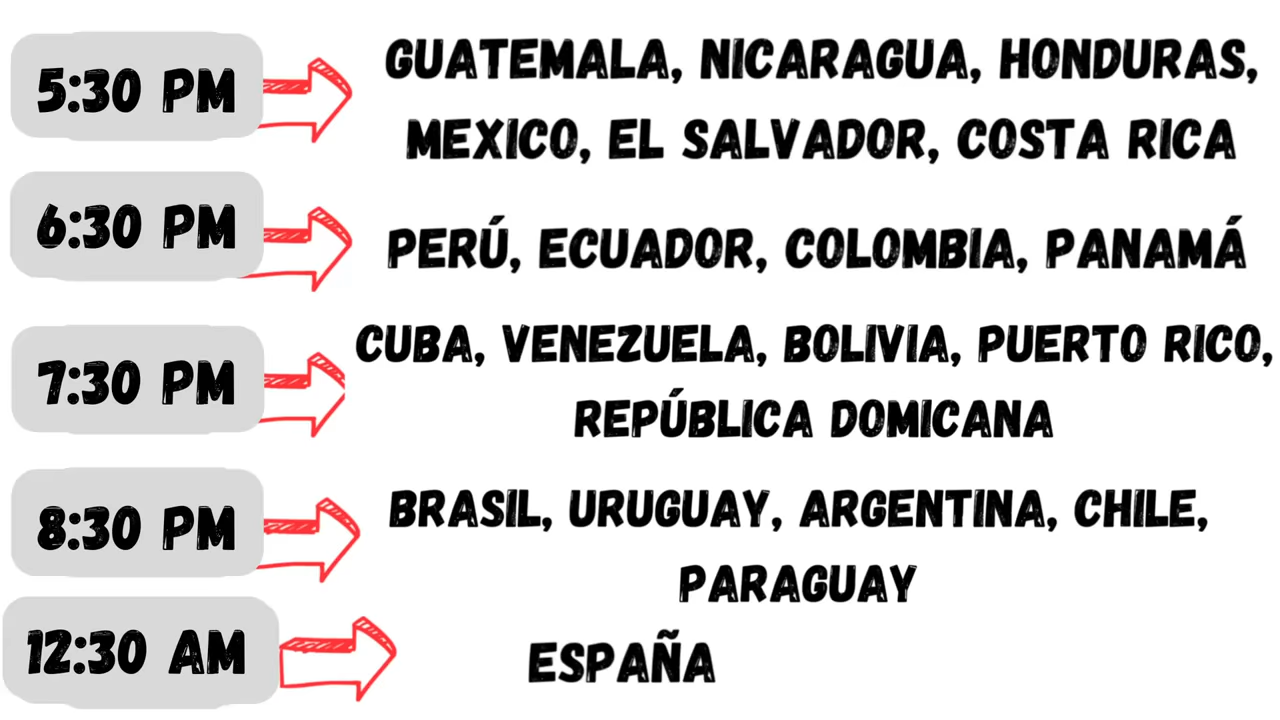 5:30 PM
GUATEMALA, NICARAGUA, HONDURAS,
MEXICO, EL SALVADOR, COSTA RICA
6:30 PM
PERÚ, ECUADOR, COLOMBIA, PANAMÁ
7:30 PM
CUBA, VENEZUELA, BOLIVIA, PUERTO RICO,
REPÚBLICA DOMICANA
8:30 PM
BRASIL, URUGUAY, ARGENTINA, CHILE,
PARAGUAY
12:30 AM
ESPAÑA